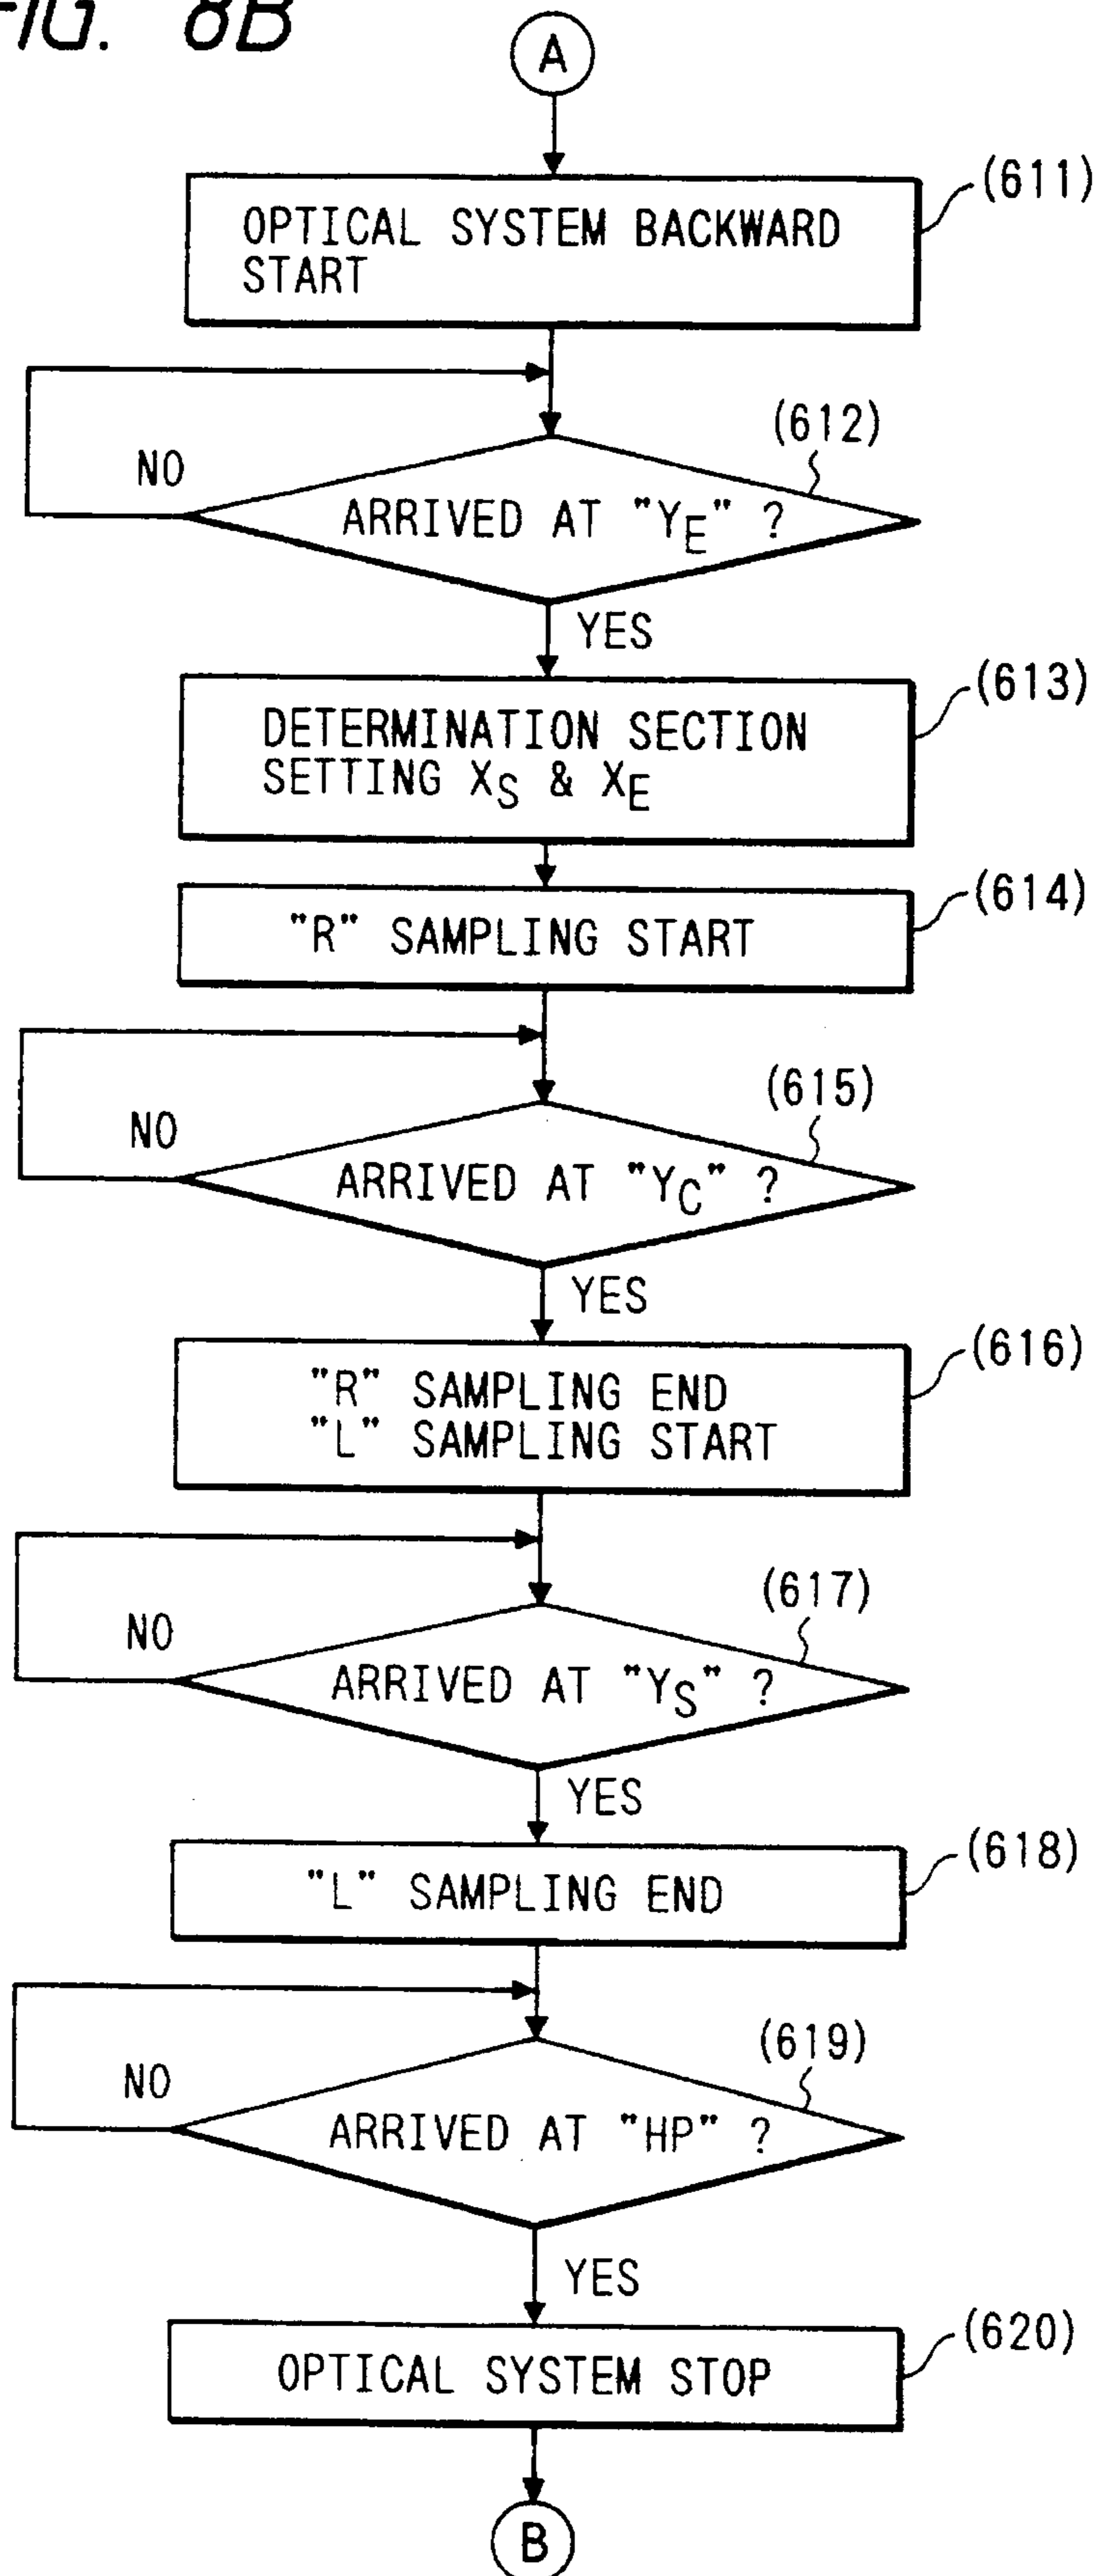 FIG. 8B
A
(611)
OPTICAL SYSTEM BACKWARD
START
(612)
NO
ARRIVED AT "YE" ?
YES
(613)
DETERMINATION SECTION
SETTING XS & XE
(614)
"R" SAMPLING START
(615)
NO
ARRIVED AT "YC" ?
YES
(616)
"R" SAMPLING END
"L" SAMPLING START
(617)
NO
ARRIVED AT "YS" ?
YES
(618)
"L" SAMPLING END
(619)
NO
ARRIVED AT "HP" ?
YES
(620)
OPTICAL SYSTEM STOP
B